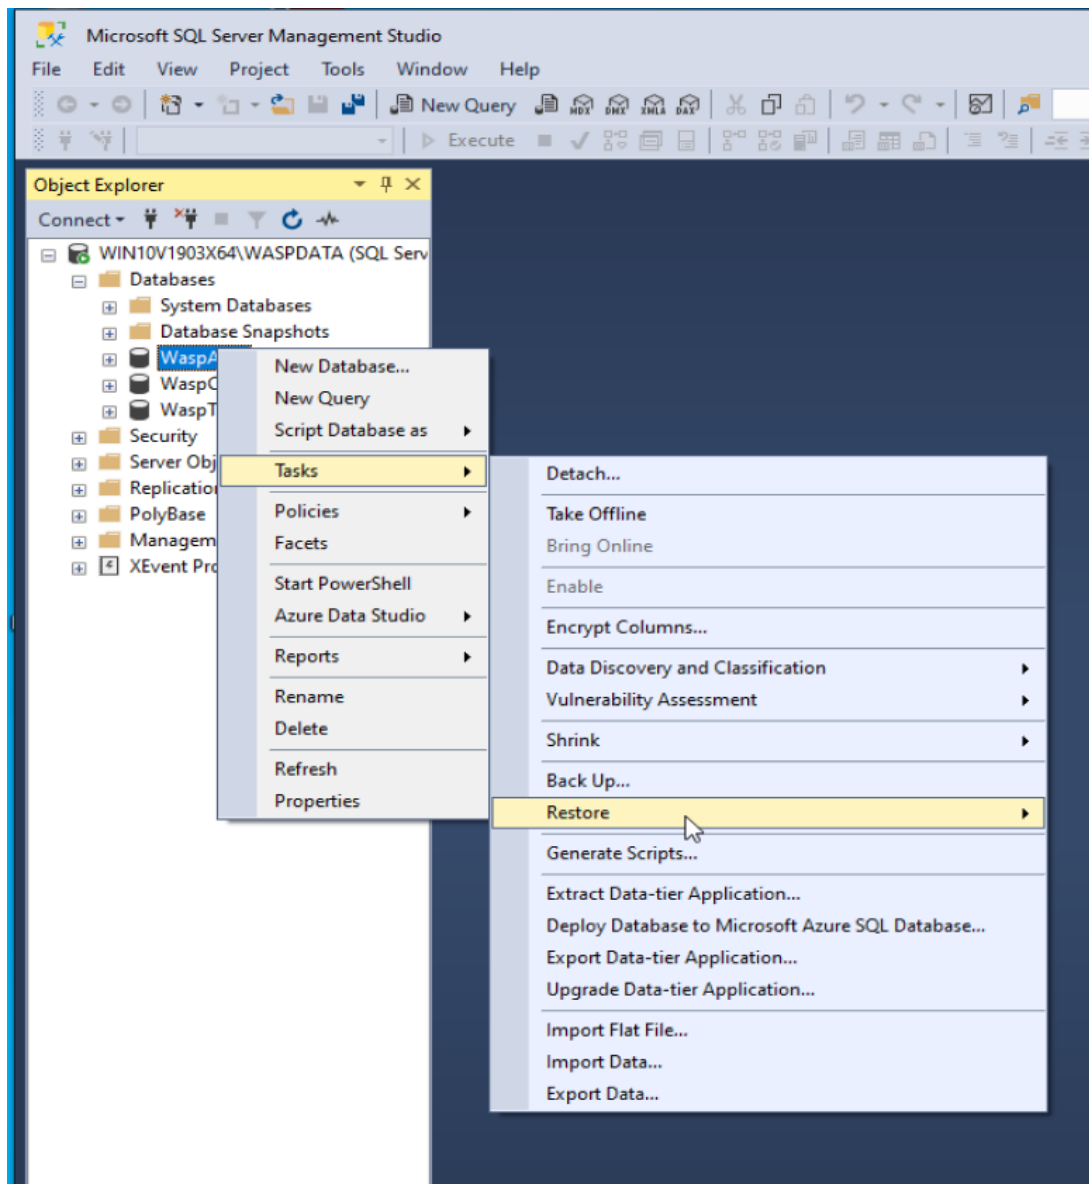 Microsoft SQL Server Management Studio
File Edit View Project Tools Window Help
New Query MDX DMX XMLA DAX
Execute
Object Explorer
Connect
WIN10V1903X64\WASPDATA (SQL Serv
Databases
System Databases
Database Snapshots
WaspA
WaspC
WaspT
Security
Server Obj
Replication
PolyBase
Managem
XEvent Pro
New Database...
New Query
Script Database as
Tasks
Policies
Facets
Start PowerShell
Azure Data Studio
Reports
Rename
Delete
Refresh
Properties
Detach...
Take Offline
Bring Online
Enable
Encrypt Columns...
Data Discovery and Classification
Vulnerability Assessment
Shrink
Back Up...
Restore
Generate Scripts...
Extract Data-tier Application...
Deploy Database to Microsoft Azure SQL Database...
Export Data-tier Application...
Upgrade Data-tier Application...
Import Flat File...
Import Data...
Export Data...